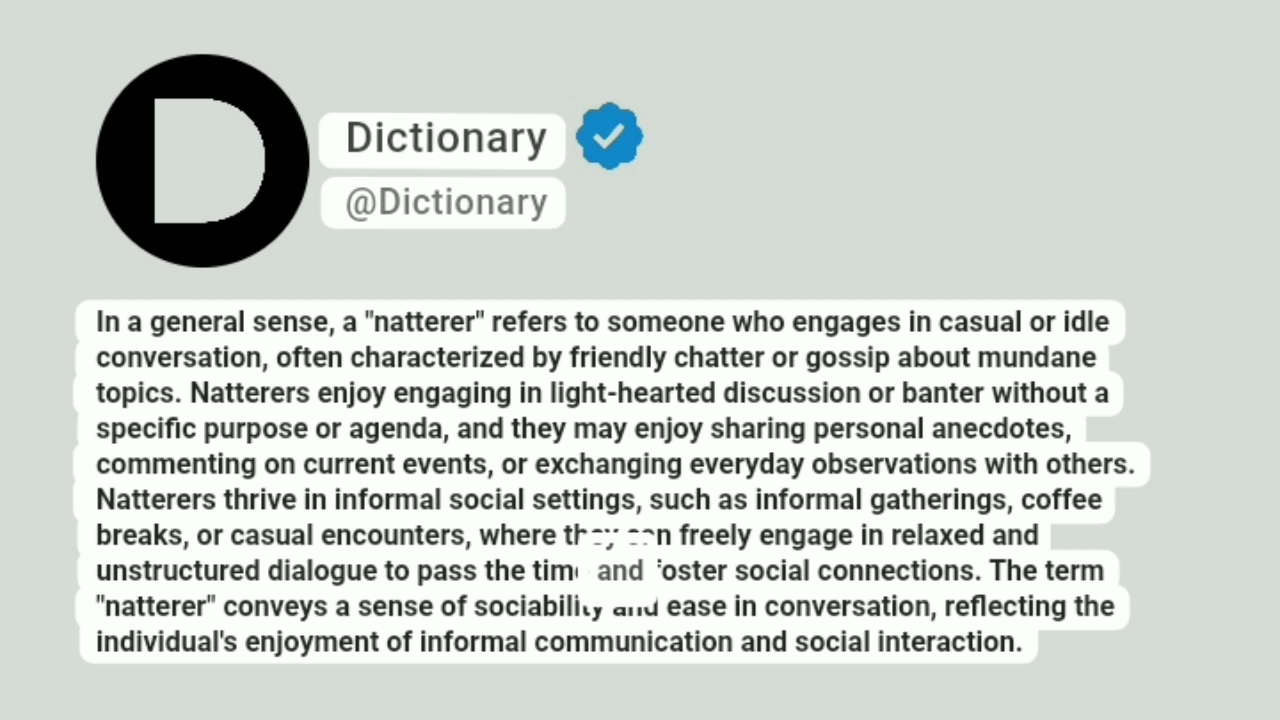 D
Dictionary
@Dictionary
In a general sense, a "natterer" refers to someone who engages in casual or idle
conversation, often characterized by friendly chatter or gossip about mundane
topics. Natterers enjoy engaging in light-hearted discussion or banter without a
specific purpose or agenda, and they may enjoy sharing personal anecdotes,
commenting on current events, or exchanging everyday observations with others.
Natterers thrive in informal social settings, such as informal gatherings, coffee
breaks, or casual encounters, where they can freely engage in relaxed and
unstructured dialogue to pass the time and foster social connections. The term
"natterer" conveys a sense of sociability and ease in conversation, reflecting the
individual's enjoyment of informal communication and social interaction.